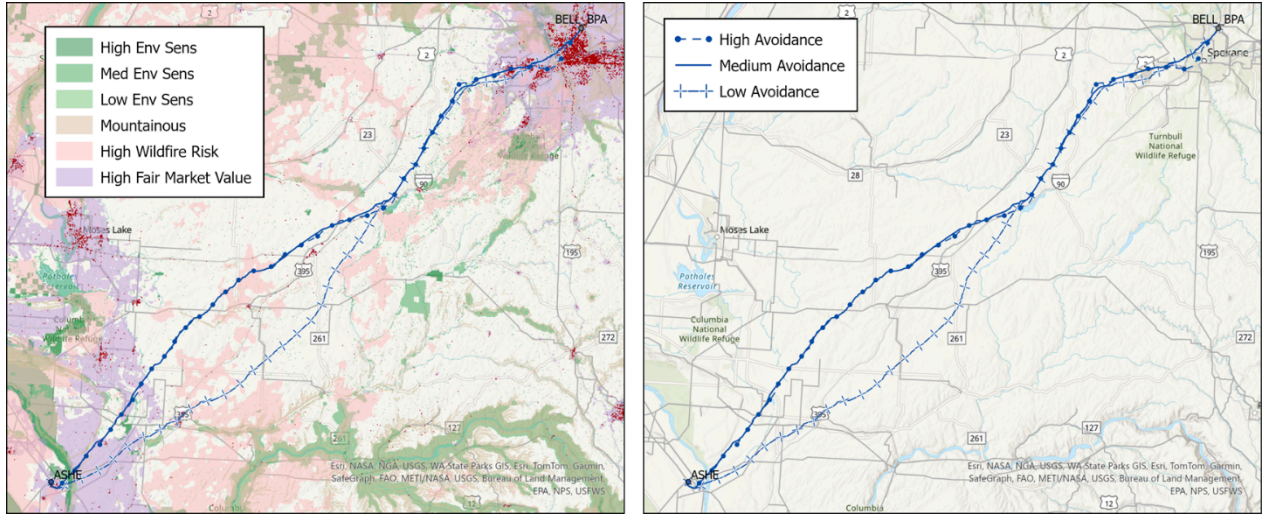 2
BELL_BPA
High Env Sens
Med Env Sens
Low Env Sens
Mountainous
High Wildfire Risk
High Fair Market Value
2
23
90
Moses Lake
395
195
Potholes
Reservoir
261
272
395
127
261
ASHE
Esri, NASA, NGA, USGS, WA State Parks GIS, Esri, TomTom, Garmin,
SafeGraph, FAO, METI/NASA, USGS, Bureau of Land Management,
EPA, NPS, USFWS
12
Columbia
2
BELL_BPA
High Avoidance
Medium Avoidance
Low Avoidance
2
Spokane
23
Turnbull
National
Wildlife Refuge
28
90
Moses Lake
395
195
Potholes
Reservoir
Columbia
National
Wildlife Refuge
261
272
395
127
261
ASHE
Esri, NASA, NGA, USGS, WA State Parks GIS, Esri, TomTom, Garmin,
SafeGraph, FAO, METI/NASA, USGS, Bureau of Land Management,
EPA, NPS, USFWS
12
Columbia